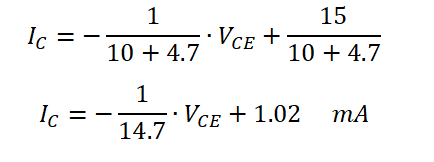 I_C = − 1/(10 + 4.7) · V_CE + 15/(10 + 4.7)
I_C = − 1/14.7 · V_CE + 1.02 mA